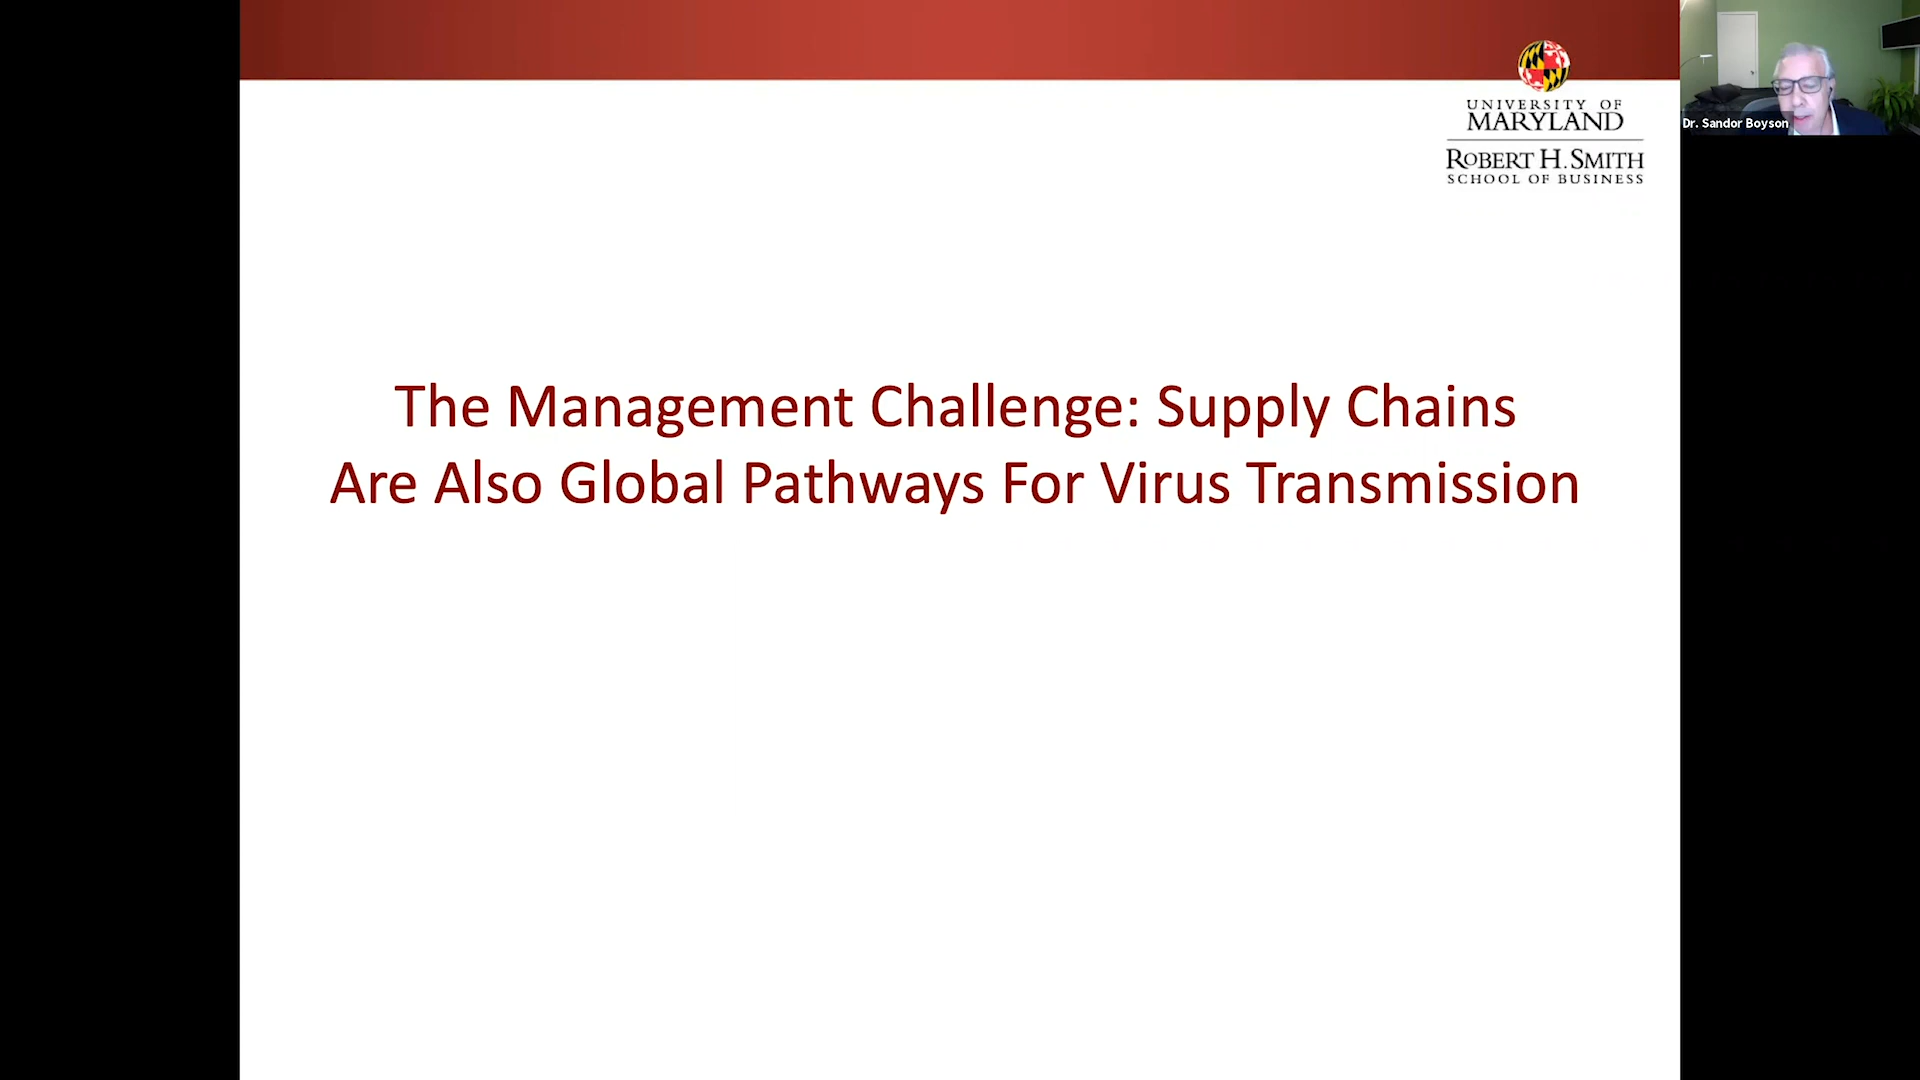 UNIVERSITY OF
MARYLAND
ROBERT H. SMITH
SCHOOL OF BUSINESS
Dr. Sandor Boyson
The Management Challenge: Supply Chains
Are Also Global Pathways For Virus Transmission